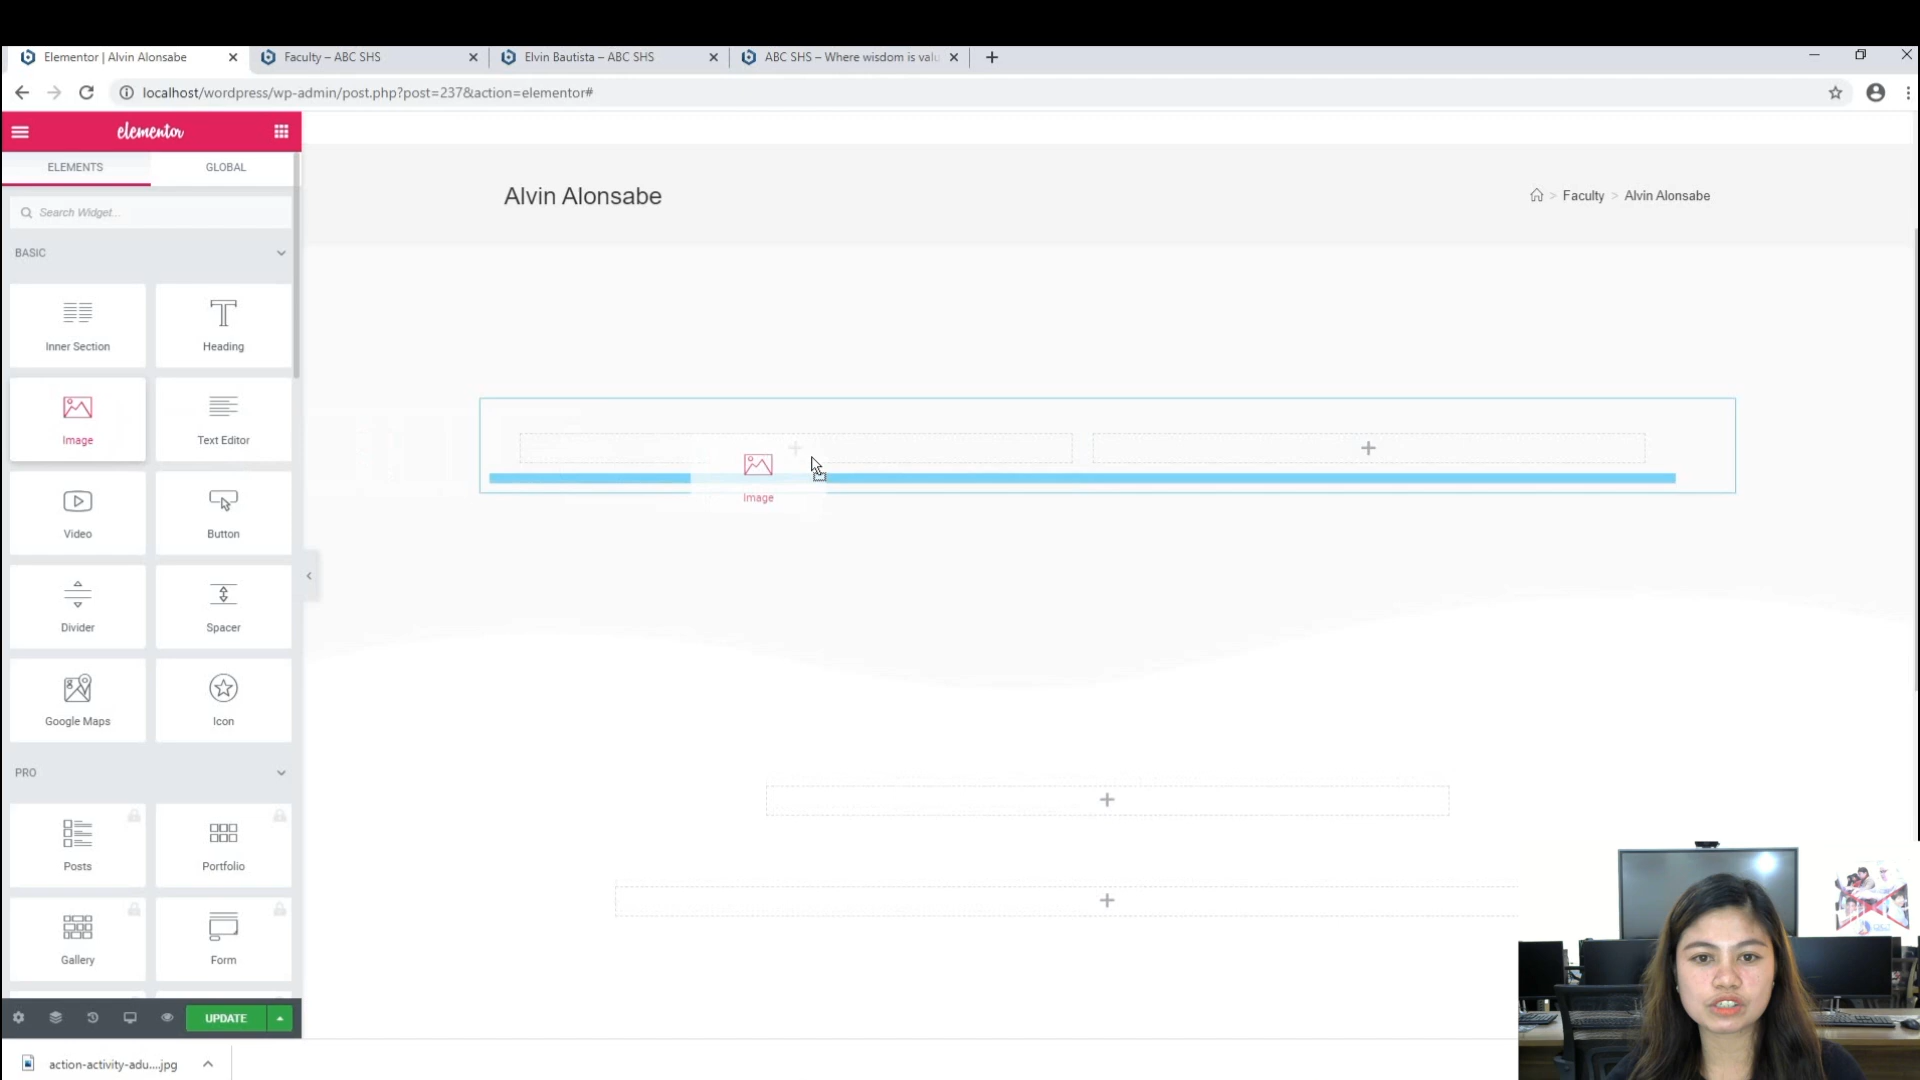 Elementor | Alvin Alonsabe
Faculty – ABC SHS
Elvin Bautista – ABC SHS
ABC SHS – Where wisdom is valu
localhost/wordpress/wp-admin/post.php?post=237&action=elementor#
elementor
ELEMENTS
GLOBAL
Search Widget...
BASIC
Inner Section
Heading
Image
Text Editor
Video
Button
Divider
Spacer
Google Maps
Icon
PRO
Posts
Portfolio
Gallery
Form
UPDATE
Alvin Alonsabe
> Faculty > Alvin Alonsabe
Image
action-activity-adu....jpg